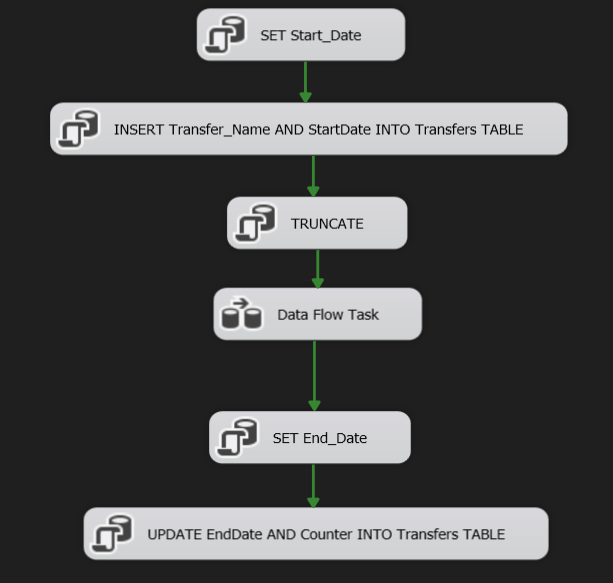 SET Start_Date
INSERT Transfer_Name AND StartDate INTO Transfers TABLE
TRUNCATE
Data Flow Task
SET End_Date
UPDATE EndDate AND Counter INTO Transfers TABLE